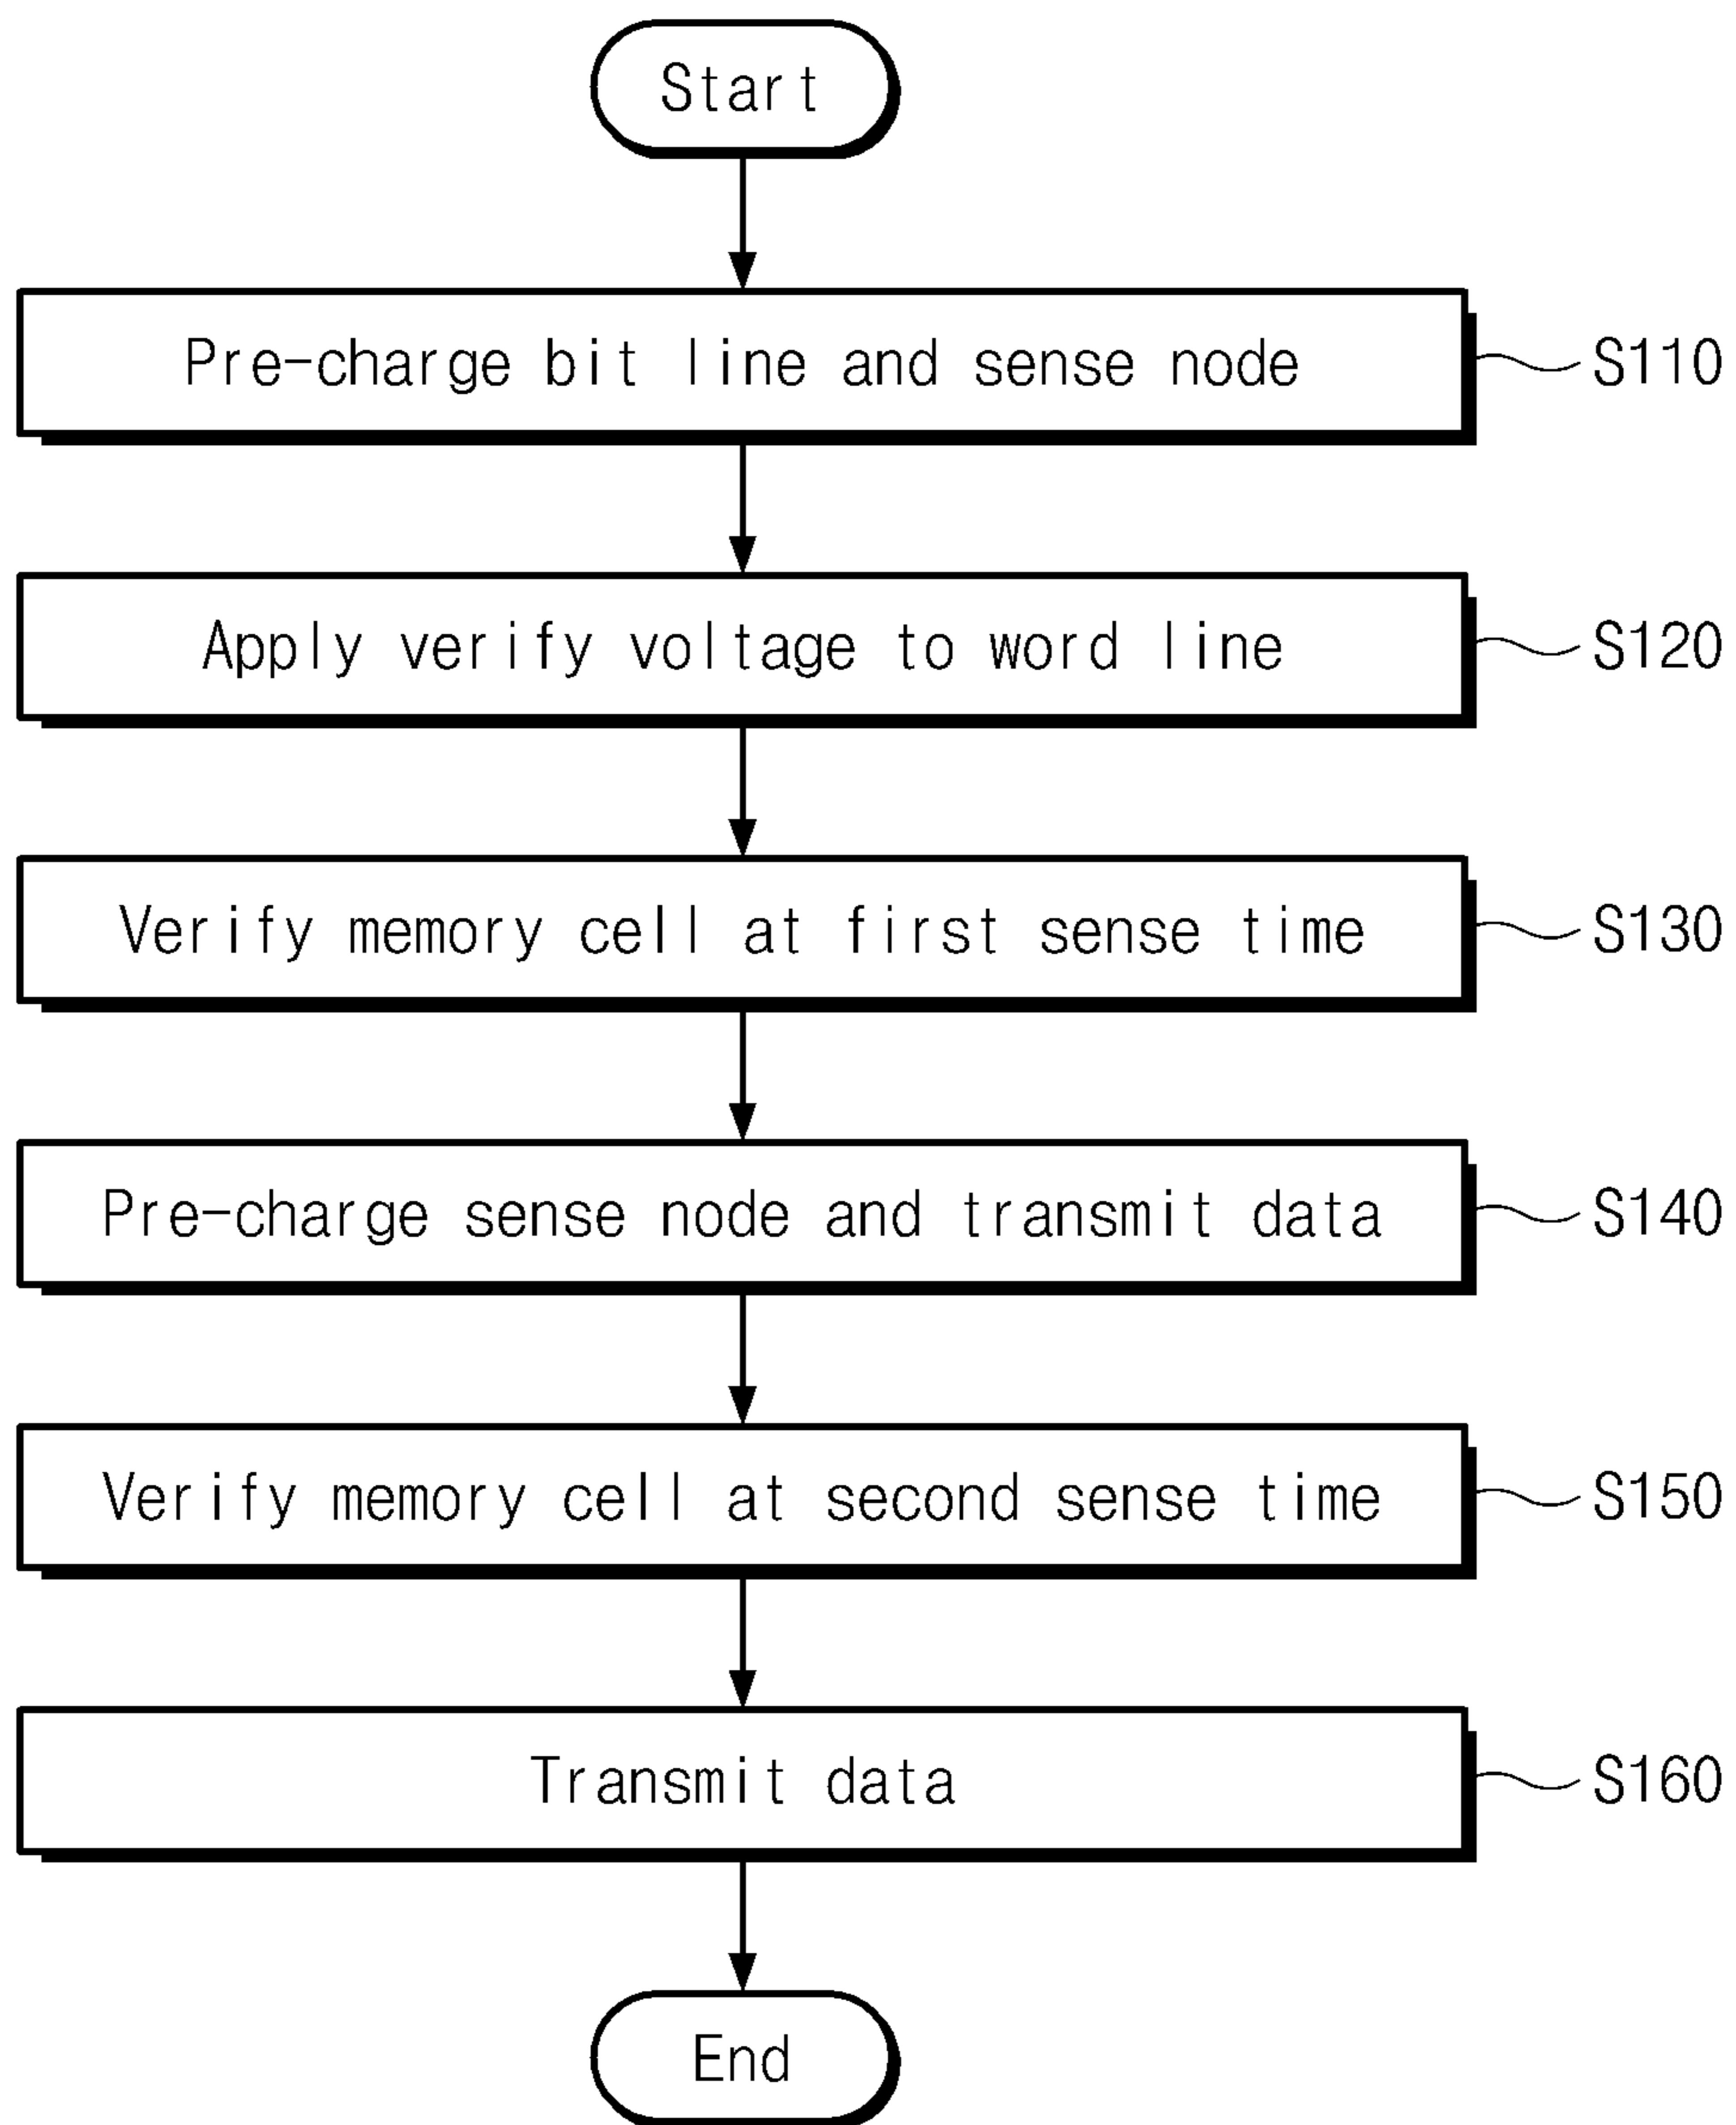 Start
Pre-charge bit line and sense node
S110
Apply verify voltage to word line
S120
Verify memory cell at first sense time
S130
Pre-charge sense node and transmit data
S140
Verify memory cell at second sense time
S150
Transmit data
S160
End